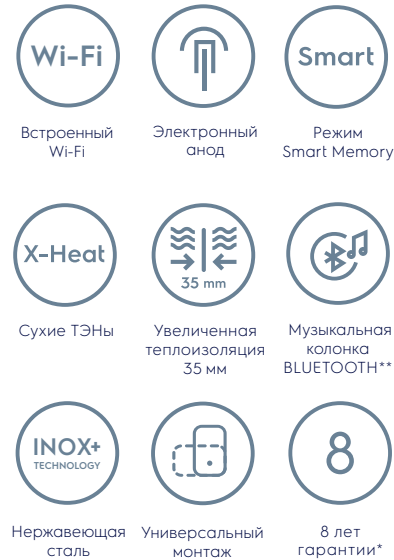 Wi-Fi
Smart
Встроенный
Wi-Fi
Электронный
анод
Режим
Smart Memory
X-Heat
35 mm
Сухие ТЭНы
Увеличенная
теплоизоляция
35 мм
Музыкальная
колонка
BLUETOOTH**
INOX+
TECHNOLOGY
8
Нержавеющая
сталь
Универсальный
монтаж
8 лет
гарантии*